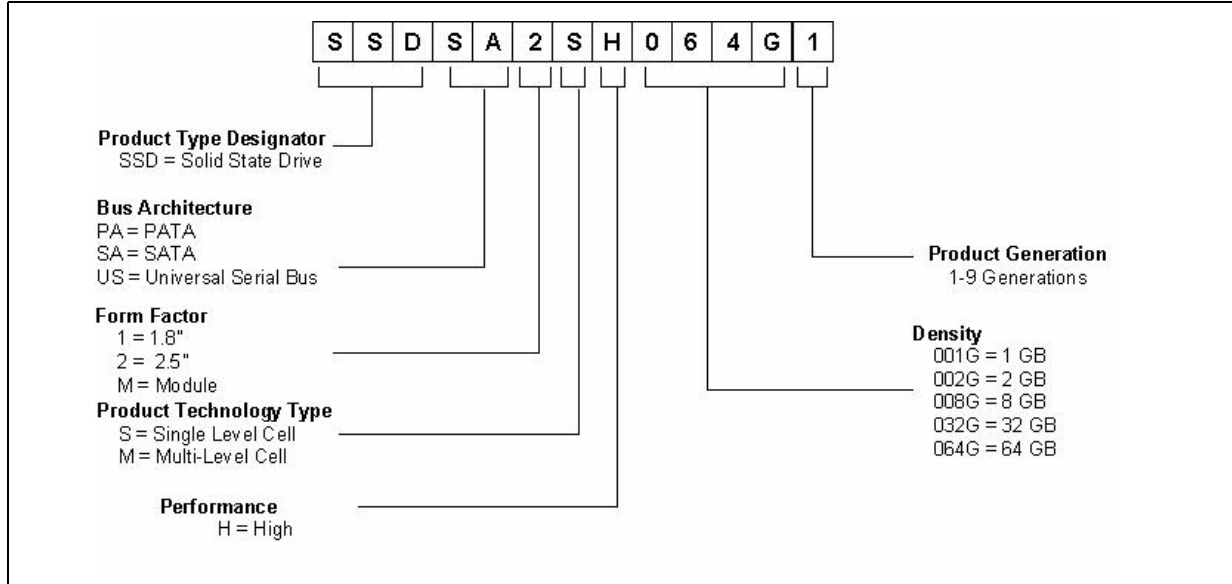 S S D S A 2 S H 0 6 4 G 1
Product Type Designator
SSD = Solid State Drive
Bus Architecture
PA = PATA
SA = SATA
US = Universal Serial Bus
Form Factor
1 = 1.8"
2 = 2.5"
M = Module
Product Technology Type
S = Single Level Cell
M = Multi-Level Cell
Performance
H = High
Product Generation
1-9 Generations
Density
001G = 1 GB
002G = 2 GB
008G = 8 GB
032G = 32 GB
064G = 64 GB